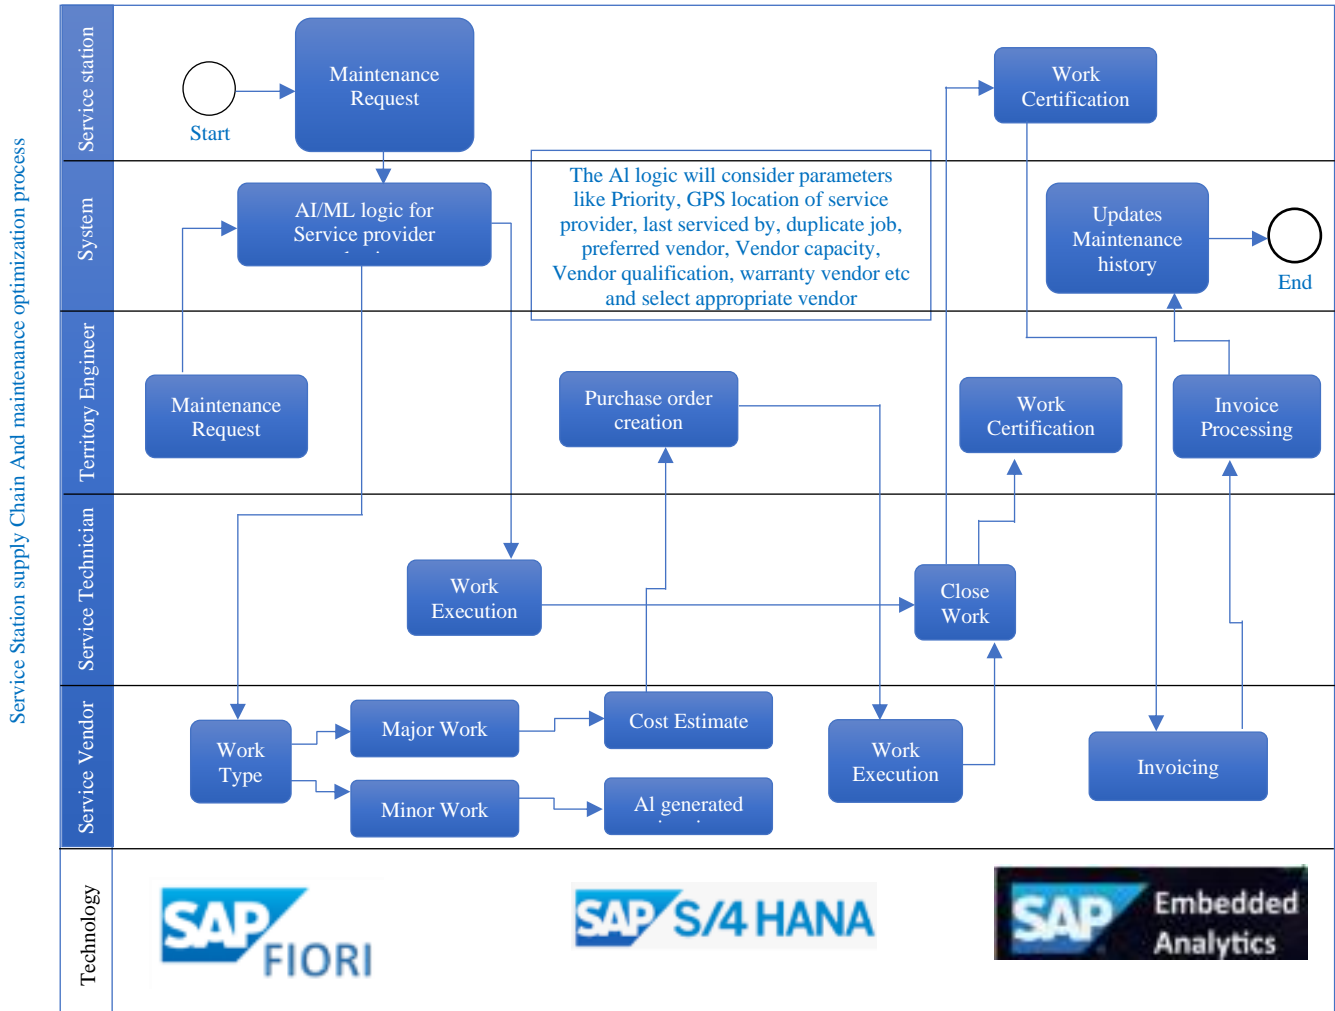 Service Station supply Chain And maintenance optimization process
Service station
Start
Maintenance
Request
Work
Certification
System
AI/ML logic for
Service provider
The Al logic will consider parameters
like Priority, GPS location of service
provider, last serviced by, duplicate job,
preferred vendor, Vendor capacity,
Vendor qualification, warranty vendor etc
and select appropriate vendor
Updates
Maintenance
history
End
Territory Engineer
Maintenance
Request
Purchase order
creation
Work
Certification
Invoice
Processing
Service Technician
Work
Execution
Close
Work
Service Vendor
Work
Type
Major Work
Minor Work
Cost Estimate
Al generated
Work
Execution
Invoicing
Technology
SAP
FIORI
SAP S/4 HANA
SAP Embedded
Analytics